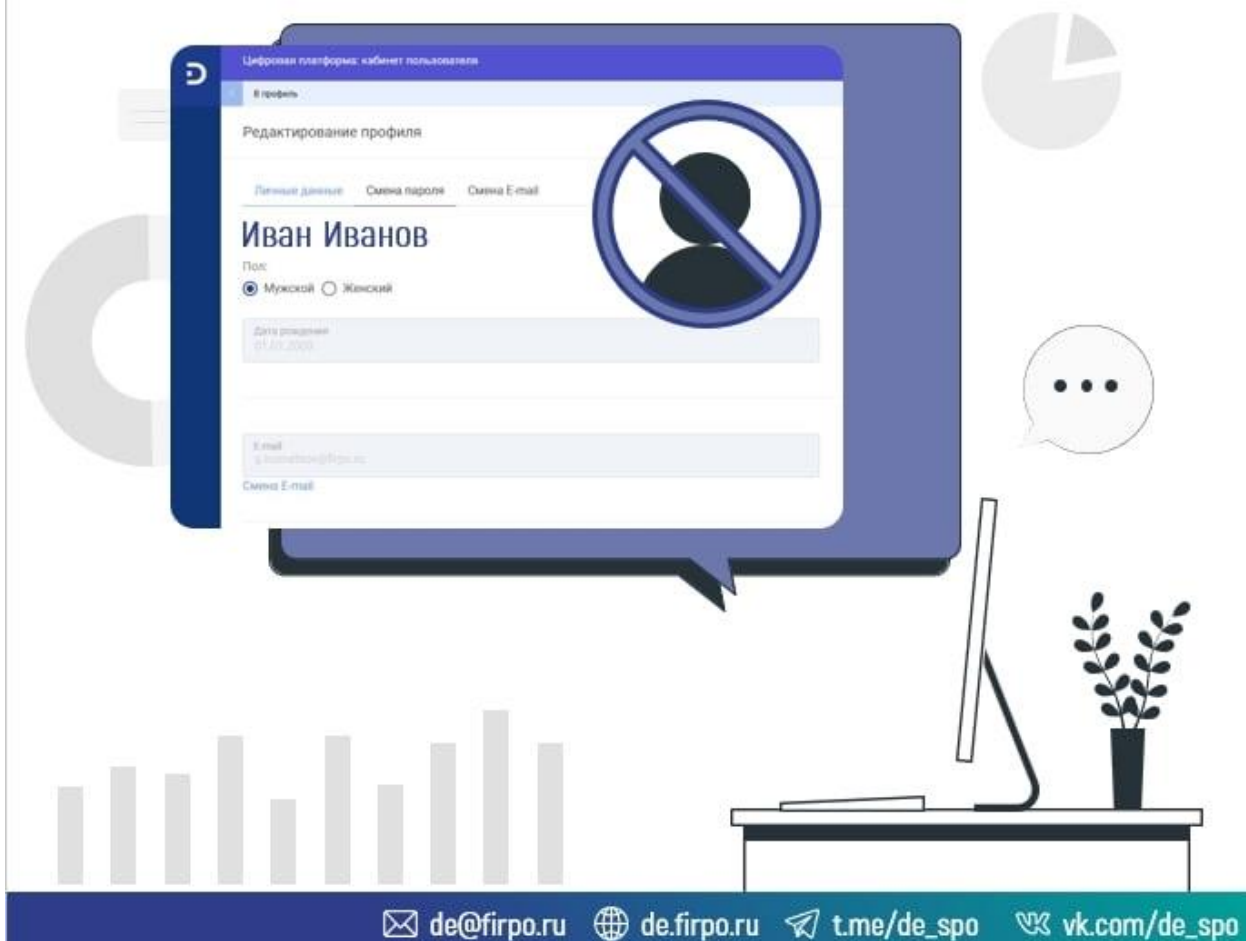 Цифровая платформа: кабинет пользователя
В профиль
Редактирование профиля
Личные данные Смена пароля Смена E-mail
Иван Иванов
Пол:
Мужской Женский
Дата рождения
E-mail
Смена E-mail
de@firpo.ru de.firpo.ru t.me/de_spo vk.com/de_spo